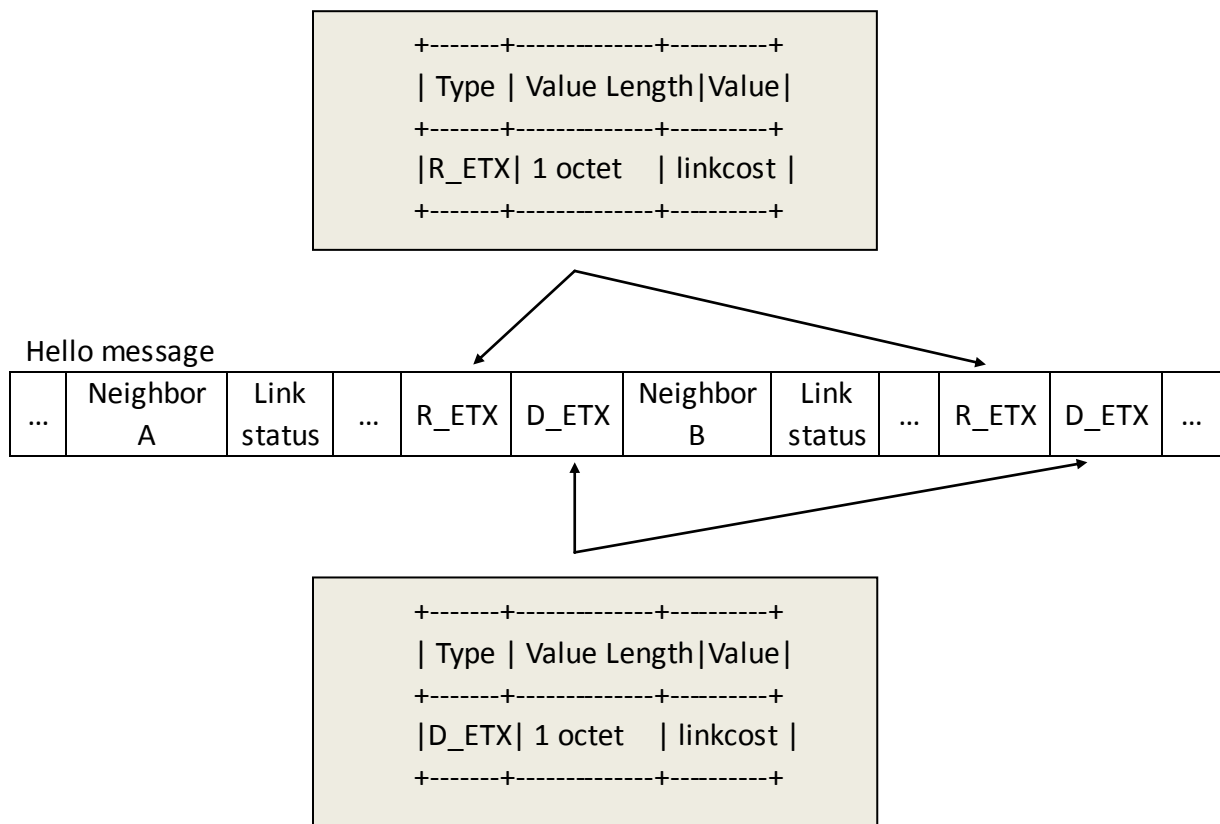 +-------+--------------+----------+
| Type | Value Length|Value|
+-------+--------------+----------+
|R_ETX| 1 octet | linkcost |
+-------+--------------+----------+
Hello message
... Neighbor A Link status ... R_ETX D_ETX Neighbor B Link status ... R_ETX D_ETX ...
+-------+--------------+----------+
| Type | Value Length|Value|
+-------+--------------+----------+
|D_ETX| 1 octet | linkcost |
+-------+--------------+----------+